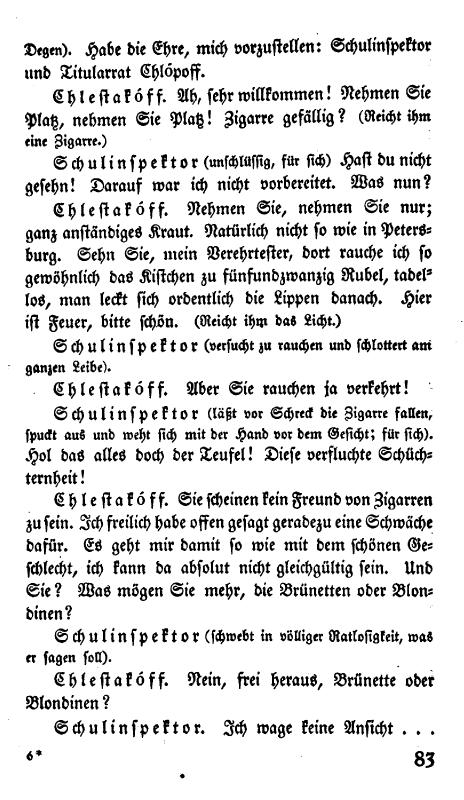 Degen). Habe die Ehre, mich vorzustellen: Schulinspektor
und Titularrat Chlópoff.
Chlestakóff. Ah, sehr willkommen! Nehmen Sie
Platz, nehmen Sie Platz! Zigarre gefällig? (Reicht ihm
eine Zigarre.)
Schulinspektor (unschlüssig, für sich) Hast du nicht
gesehn! Darauf war ich nicht vorbereitet. Was nun?
Chlestakóff. Nehmen Sie, nehmen Sie nur;
ganz anständiges Kraut. Natürlich nicht so wie in Peters-
burg. Sehn Sie, mein Verehrtester, dort rauche ich so
gewöhnlich das Kistchen zu fünfundzwanzig Rubel, tadel-
los, man leckt sich ordentlich die Lippen danach. Hier
ist Feuer, bitte schön. (Reicht ihm das Licht.)
Schulinspektor (versucht zu rauchen und schlottert am
ganzen Leibe).
Chlestakóff. Aber Sie rauchen ja verkehrt!
Schulinspektor (läßt vor Schreck die Zigarre fallen,
spuckt aus und weht sich mit der Hand vor dem Gesicht; für sich).
Hol das alles doch der Teufel! Diese verfluchte Schüch-
ternheit!
Chlestakóff. Sie scheinen kein Freund von Zigarren
zu sein. Ich freilich habe offen gesagt geradezu eine Schwäche
dafür. Es geht mir damit so wie mit dem schönen Ge-
schlecht, ich kann da absolut nicht gleichgültig sein. Und
Sie? Was mögen Sie mehr, die Brünetten oder Blon-
dinen?
Schulinspektor (schwebt in völliger Ratlosigkeit, was
er sagen soll).
Chlestakóff. Nein, frei heraus, Brünette oder
Blondinen?
Schulinspektor. Ich wage keine Ansicht . . .
6* 83